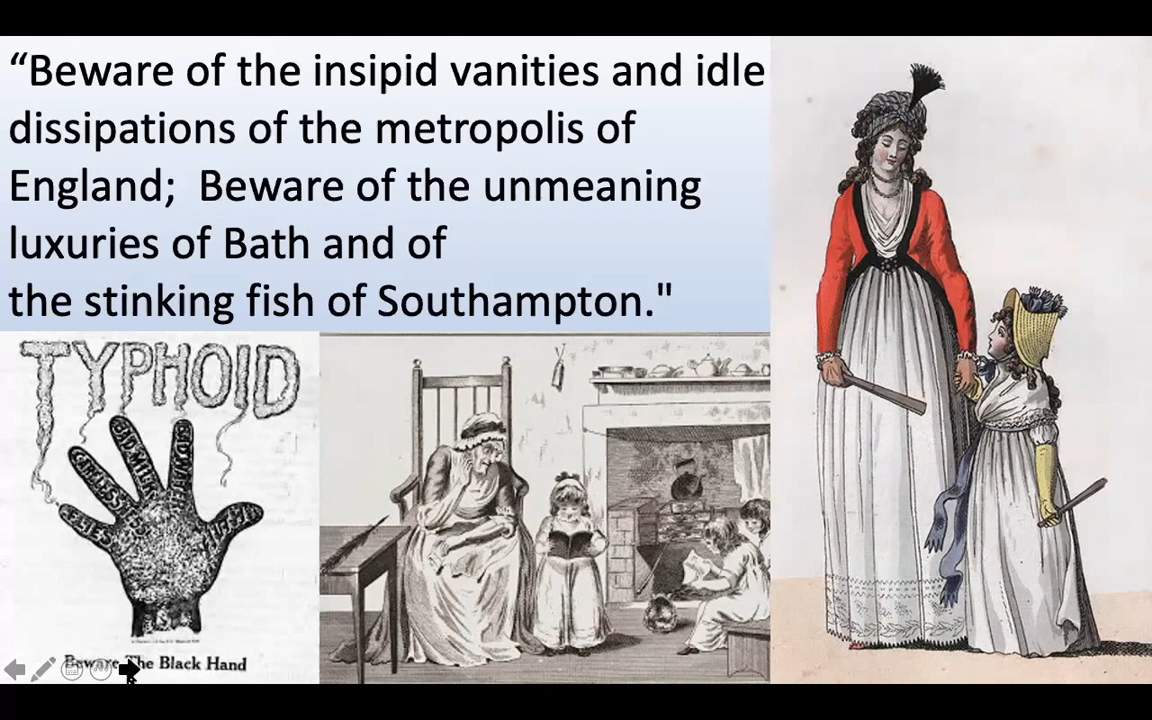 “Beware of the insipid vanities and idle
dissipations of the metropolis of
England;  Beware of the unmeaning
luxuries of Bath and of
the stinking fish of Southampton."
TYPHOID
Beware The Black Hand